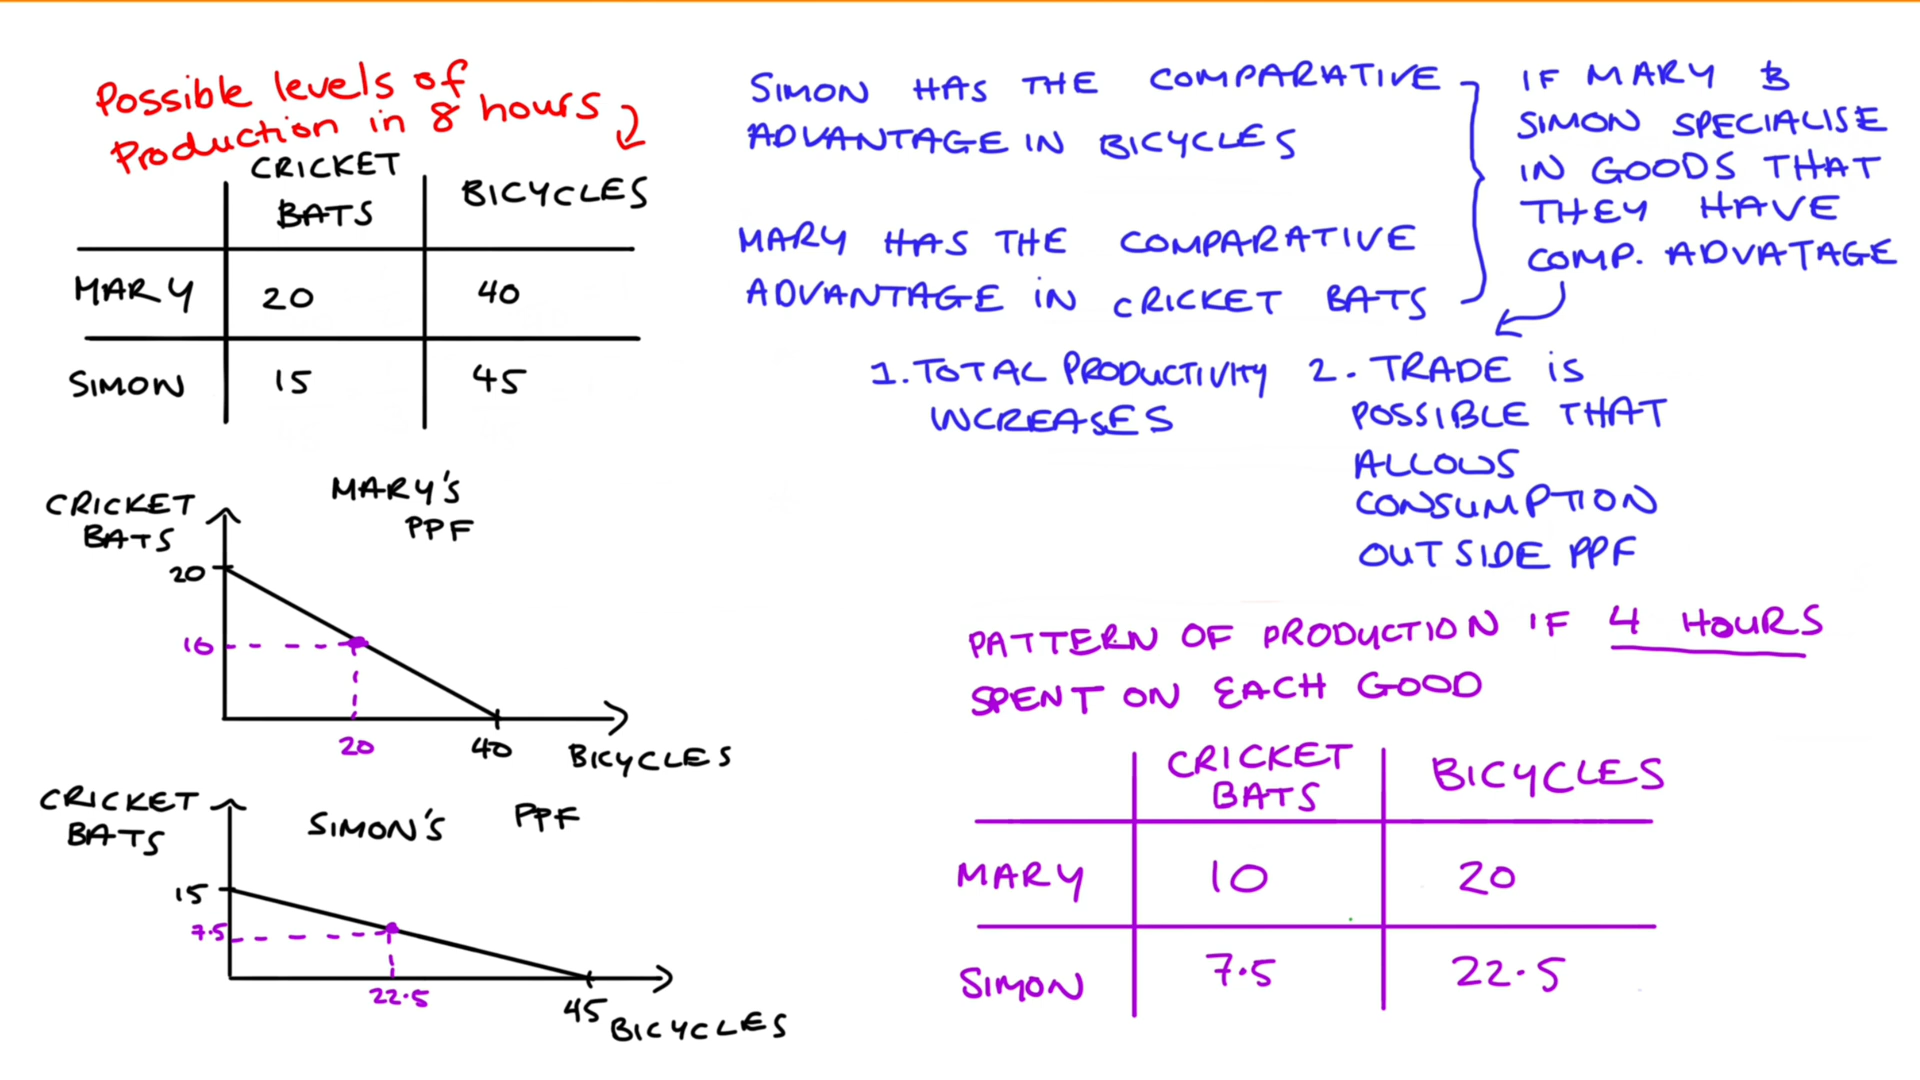 Possible levels of
Production in 8 hours
CRICKET
BATS
BICYCLES
MARY 20 40
SIMON 15 45
SIMON HAS THE COMPARATIVE
ADVANTAGE IN BICYCLES
MARY HAS THE COMPARATIVE
ADVANTAGE IN CRICKET BATS
IF MARY &
SIMON SPECIALISE
IN GOODS THAT
THEY HAVE
COMP. ADVATAGE
1. TOTAL PRODUCTIVITY
INCREASES
2. TRADE IS
POSSIBLE THAT
ALLOWS
CONSUMPTION
OUTSIDE PPF
MARY'S
PPF
CRICKET
BATS
20
10
20
40
BICYCLES
SIMON'S PPF
CRICKET
BATS
15
7.5
22.5
45
BICYCLES
PATTERN OF PRODUCTION IF 4 HOURS
SPENT ON EACH GOOD
CRICKET
BATS
BICYCLES
MARY 10 20
SIMON 7.5 22.5